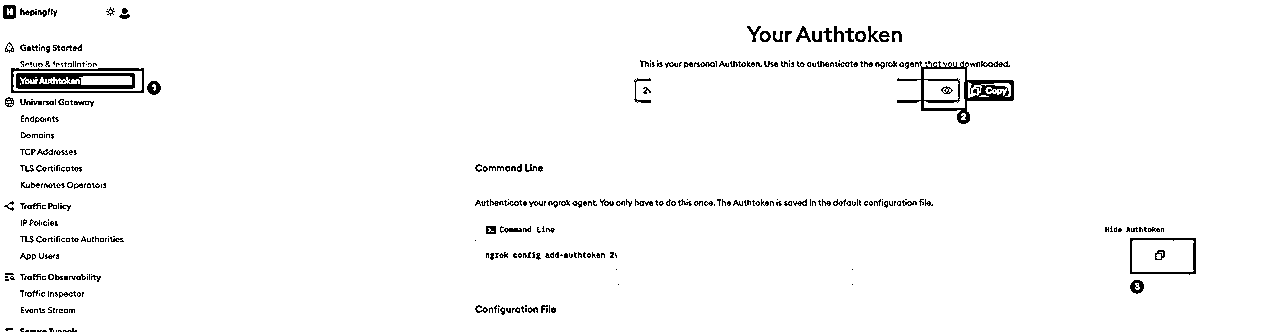 H hepingfly
Getting Started
Setup & Installation
Your Authtoken
1
Universal Gateway
Endpoints
Domains
TCP Addresses
TLS Certificates
Kubernetes Operators
Traffic Policy
IP Policies
TLS Certificate Authorities
App Users
Traffic Observability
Traffic Inspector
Events Stream
Secure Tunnels
Your Authtoken
This is your personal Authtoken. Use this to authenticate the ngrok agent that you downloaded.
Copy
2
Command Line
Authenticate your ngrok agent. You only have to do this once. The Authtoken is saved in the default configuration file.
Command Line
Hide Authtoken
ngrok config add-authtoken
3
Configuration File